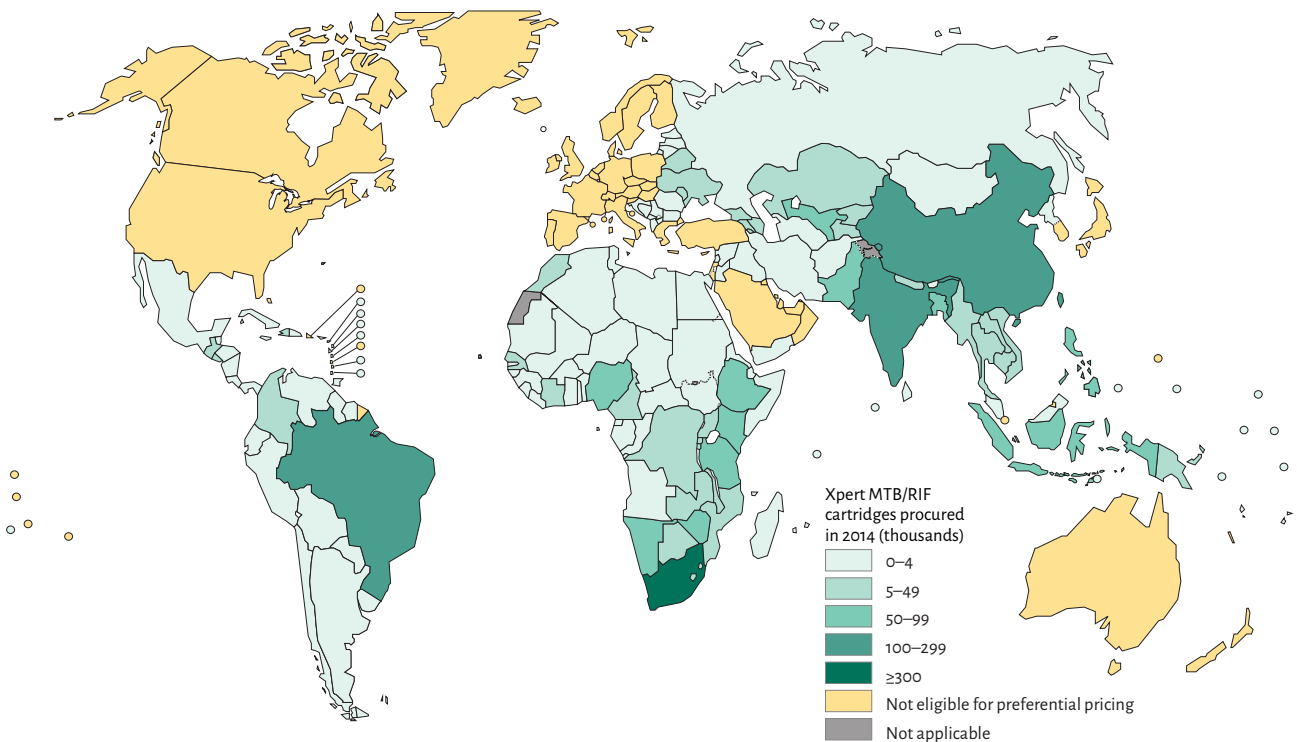 Xpert MTB/RIF
cartridges procured
in 2014 (thousands)
0–4
5–49
50–99
100–299
≥300
Not eligible for preferential pricing
Not applicable